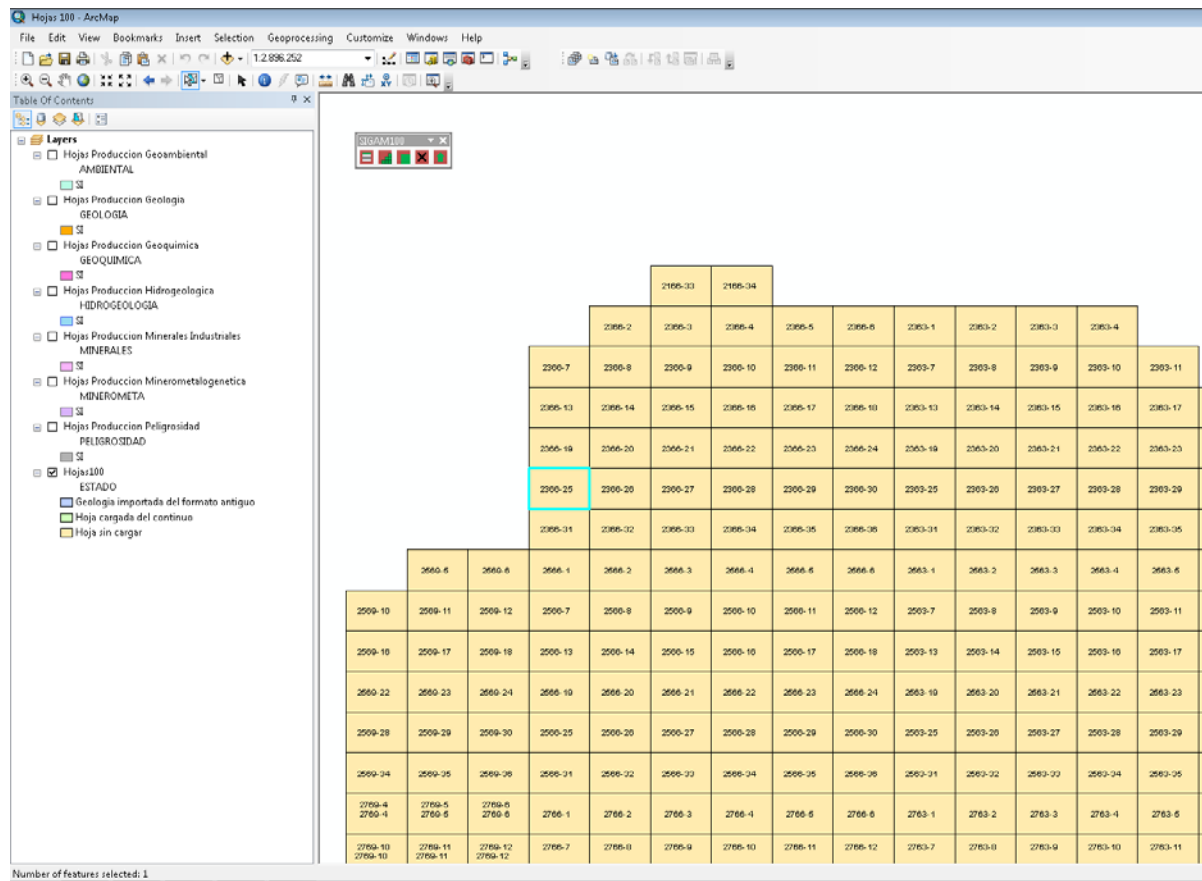 Hojas 100 - ArcMap
File Edit View Bookmarks Insert Selection Geoprocessing Customize Windows Help
1:2.896.252
Table Of Contents
Layers
Hojas Produccion Geoambiental
AMBIENTAL
SI
Hojas Produccion Geologia
GEOLOGIA
SI
Hojas Produccion Geoquimica
GEOQUIMICA
SI
Hojas Produccion Hidrogeologica
HIDROGEOLOGIA
SI
Hojas Produccion Minerales Industriales
MINERALES
SI
Hojas Produccion Minerometalogenetica
MINEROMETA
SI
Hojas Produccion Peligrosidad
PELIGROSIDAD
SI
Hojas100
ESTADO
Geologia importada del formato antiguo
Hoja cargada del continuo
Hoja sin cargar
SIGAM100
2166-33 2166-34
2366-2 2366-3 2366-4 2366-5 2366-6 2363-1 2363-2 2363-3 2363-4
2366-7 2366-8 2366-9 2366-10 2366-11 2366-12 2363-7 2363-8 2363-9 2363-10 2363-11
2366-13 2366-14 2366-15 2366-16 2366-17 2366-18 2363-13 2363-14 2363-15 2363-16 2363-17
2366-19 2366-20 2366-21 2366-22 2366-23 2366-24 2363-19 2363-20 2363-21 2363-22 2363-23
2366-25 2366-26 2366-27 2366-28 2366-29 2366-30 2363-25 2363-26 2363-27 2363-28 2363-29
2366-31 2366-32 2366-33 2366-34 2366-35 2366-36 2363-31 2363-32 2363-33 2363-34 2363-35
2569-5 2569-6 2566-1 2566-2 2566-3 2566-4 2566-5 2566-6 2563-1 2563-2 2563-3 2563-4 2563-5
2569-10 2569-11 2569-12 2566-7 2566-8 2566-9 2566-10 2566-11 2566-12 2563-7 2563-8 2563-9 2563-10 2563-11
2569-16 2569-17 2569-18 2566-13 2566-14 2566-15 2566-16 2566-17 2566-18 2563-13 2563-14 2563-15 2563-16 2563-17
2569-22 2569-23 2569-24 2566-19 2566-20 2566-21 2566-22 2566-23 2566-24 2563-19 2563-20 2563-21 2563-22 2563-23
2569-28 2569-29 2569-30 2566-25 2566-26 2566-27 2566-28 2566-29 2566-30 2563-25 2563-26 2563-27 2563-28 2563-29
2569-34 2569-35 2569-36 2566-31 2566-32 2566-33 2566-34 2566-35 2566-36 2563-31 2563-32 2563-33 2563-34 2563-35
2769-4 2769-5 2769-6
2769-4 2769-5 2769-6 2766-1 2766-2 2766-3 2766-4 2766-5 2766-6 2763-1 2763-2 2763-3 2763-4 2763-5
2769-10 2769-11 2769-12 2766-7 2766-8 2766-9 2766-10 2766-11 2766-12 2763-7 2763-8 2763-9 2763-10 2763-11
2769-10 2769-11 2769-12
Number of features selected: 1